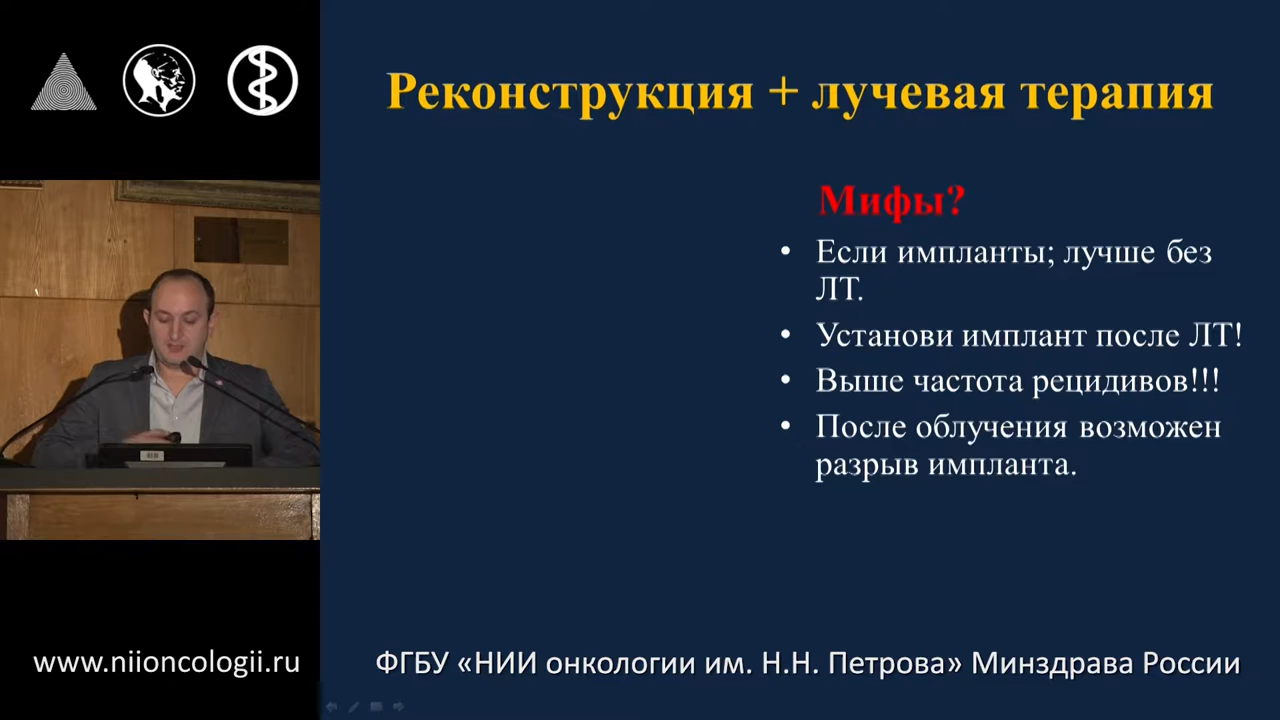 Реконструкция + лучевая терапия
Мифы?
• Если импланты; лучше без
ЛТ.
• Установи имплант после ЛТ!
• Выше частота рецидивов!!!
• После облучения возможен
разрыв импланта.
www.niioncologii.ru
ФГБУ «НИИ онкологии им. Н.Н. Петрова» Минздрава России